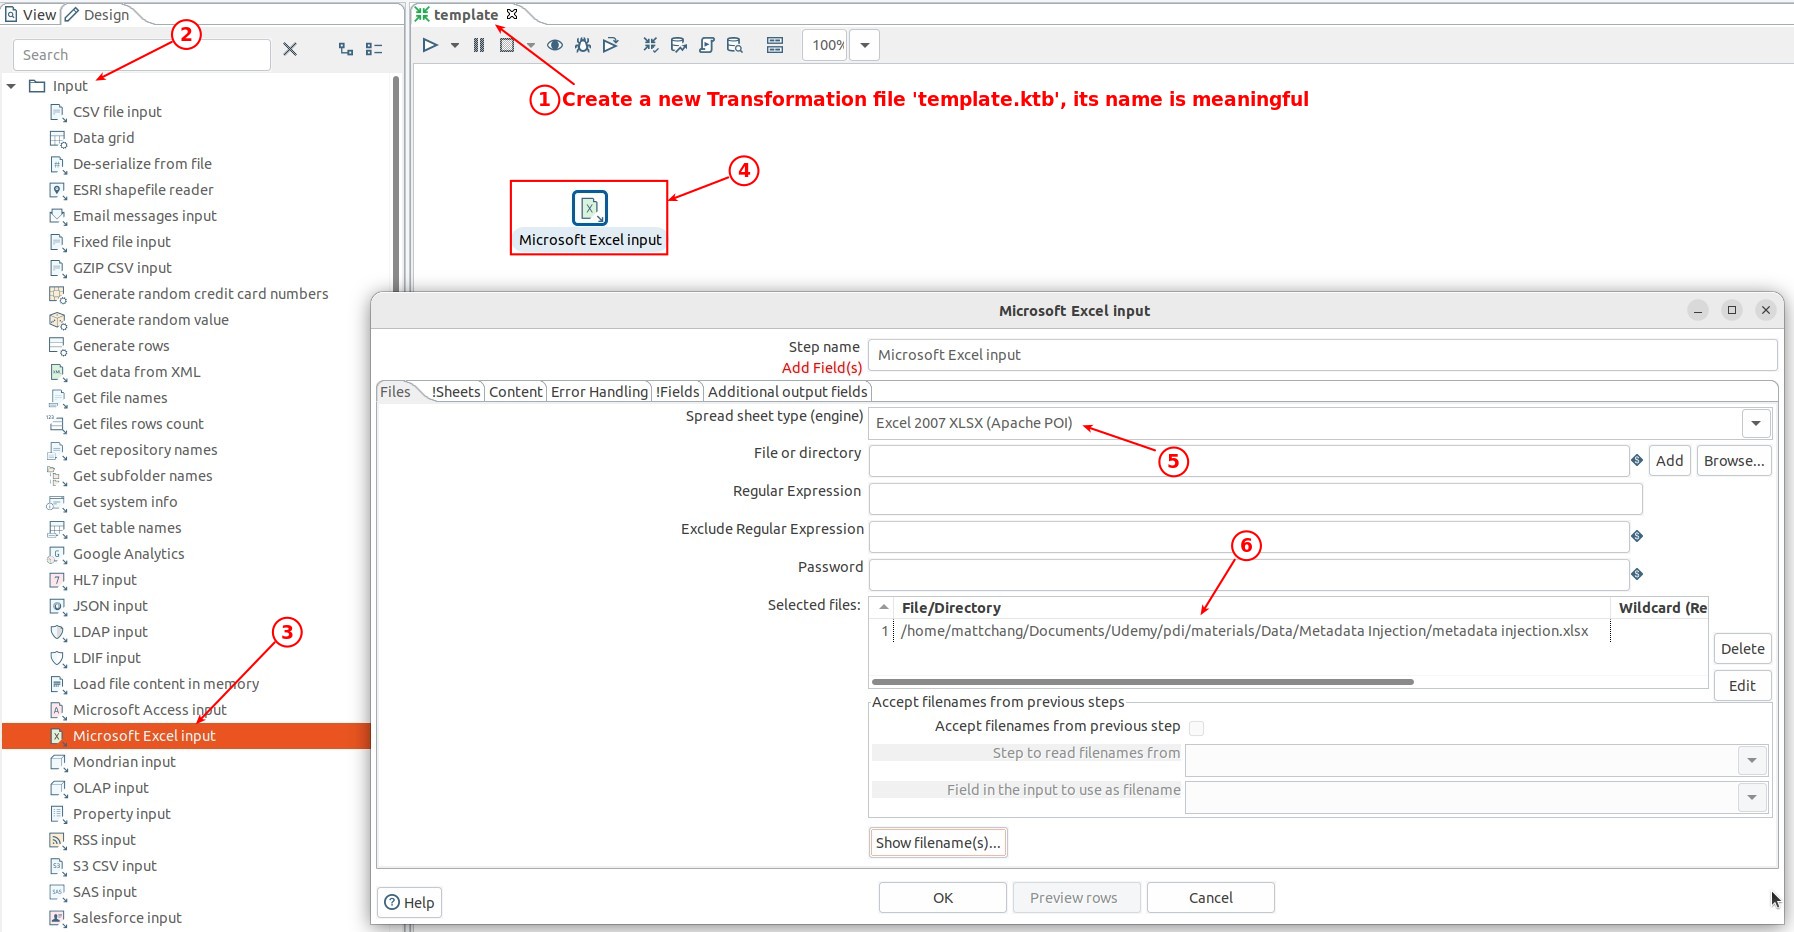 View
Design
template
2
Search
100%
Input
1 Create a new Transformation file 'template.ktb', its name is meaningful
CSV file input
Data grid
De-serialize from file
4
ESRI shapefile reader
Email messages input
Microsoft Excel input
Fixed file input
GZIP CSV input
Generate random credit card numbers
Generate random value
Generate rows
Get data from XML
Get file names
Get files rows count
Get repository names
Get subfolder names
Get system info
Get table names
Google Analytics
HL7 input
JSON input
LDAP input
3
LDIF input
Load file content in memory
Microsoft Access input
Microsoft Excel input
Mondrian input
OLAP input
Property input
RSS input
S3 CSV input
SAS input
Salesforce input
Microsoft Excel input
Step name Microsoft Excel input
Add Field(s)
Files !Sheets Content Error Handling !Fields Additional output fields
Spread sheet type (engine) Excel 2007 XLSX (Apache POI)
5
File or directory Add Browse...
Regular Expression
Exclude Regular Expression
6
Password
Selected files: File/Directory Wildcard (Re
1 /home/mattchang/Documents/Udemy/pdi/materials/Data/Metadata Injection/metadata injection.xlsx
Delete
Edit
Accept filenames from previous steps
Accept filenames from previous step
Step to read filenames from
Field in the input to use as filename
Show filename(s)...
Help OK Preview rows Cancel